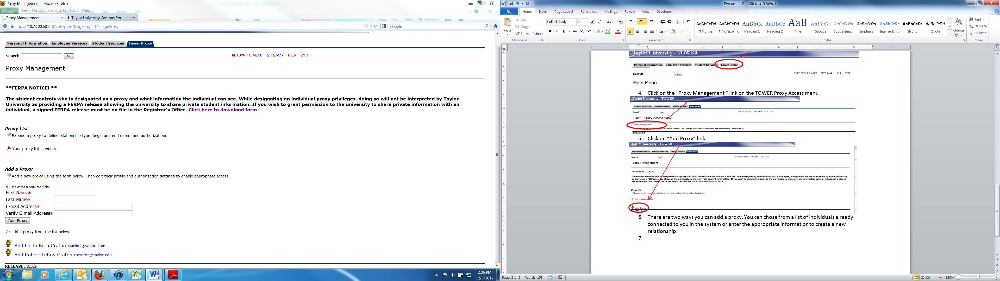 Proxy Management - Mozilla Firefox
File Edit View History Bookmarks Tools Help
Proxy Management × Taylor University Campus Por... × +
https://10.2.100.68:8407/pls/pprd/bwgkprxy.P_ManageProxy Google
Personal Information Employee Services Student Services Tower Proxy
Search Go RETURN TO MENU SITE MAP HELP EXIT
Proxy Management
**FERPA NOTICE! **
The student controls who is designated as a proxy and what information the individual can see. While designating an individual proxy privileges, doing so will not be interpreted by Taylor
University as providing a FERPA release allowing the university to share private student information. If you wish to grant permission to the university to share private information with an
individual, a signed FERPA release must be on file in the Registrar's Office. Click here to download form.
Proxy List
Expand a proxy to define relationship type, begin and end dates, and authorizations.
Your proxy list is empty.
Add a Proxy
Add a new proxy using the form below. Then edit their profile and authorization settings to enable appropriate access.
* - indicates a required field.
First Name*
Last Name*
E-mail Address*
Verify E-mail Address*
Add Proxy
Or add a proxy from the list below.
Add Linda Beth Craton twinlin4@yahoo.com
Add Robert LeRoy Craton rbcraton@taylor.edu
RELEASE: 8.5.2
2:06 PM
12/3/2012
Document2 - Microsoft Word
File Home Insert Page Layout References Mailings Review View Developer
Paste
Cut
Copy
Format Painter
Clipboard
Calibri (Body) 11
Font
Paragraph
AaBbCcDd AaBbCcDd AaBbCc AaBbCc AaB AaBbCcl AaBbCcDd AaBbCcDd AaBbCcDd AaBbCcDc AaBbCcDd
¶ Normal ¶ No Spacing Heading 1 Heading 2 Title Subtitle Subtle Em... Emphasis Intense Em... Strong Quote
Styles
Change
Styles
Find
Replace
Select
Editing
Taylor University - TOWER
Personal Information Employee Services Student Services Tower Proxy
Search Go EXIT SECURE AREA SITE MAP HELP EXIT
Main Menu
4. Click on the “Proxy Management “ link on the TOWER Proxy Access menu
Taylor University - TOWER
Personal Information Employee Services Student Services Tower Proxy
Search Go RETURN TO MENU SITE MAP HELP EXIT
TOWER Proxy Access Menu
Proxy Management
access to selected TOWER Proxy Web pages. Anyone with an e-mail address can be a proxy.
RELEASE: 8.5
5. Click on “Add Proxy” link.
Taylor University - TOWER
Personal Information Employee Services Student Services Tower Proxy
Search Go RETURN TO MENU SITE MAP HELP EXIT
Proxy Management
**FERPA NOTICE! **
The student controls who is designated as a proxy and what information the individual can see. While designating an individual proxy privileges, doing so will not be interpreted by Taylor University
as providing a FERPA release allowing the university to share private student information. If you wish to grant permission to the university to share private information with an individual, a signed
FERPA release must be on file in the Registrar's Office. Click here to download form.
Proxy List
Expand a proxy to define relationship type, begin and end dates, and authorizations.
Your proxy list is empty.
Add Proxy
RELEASE: 8.5.2
6. There are two ways you can add a proxy. You can chose from a list of individuals already
connected to you in the system or enter the appropriate information to create a new
relationship.
7.
Page: 2 of 2 Words: 158 120%